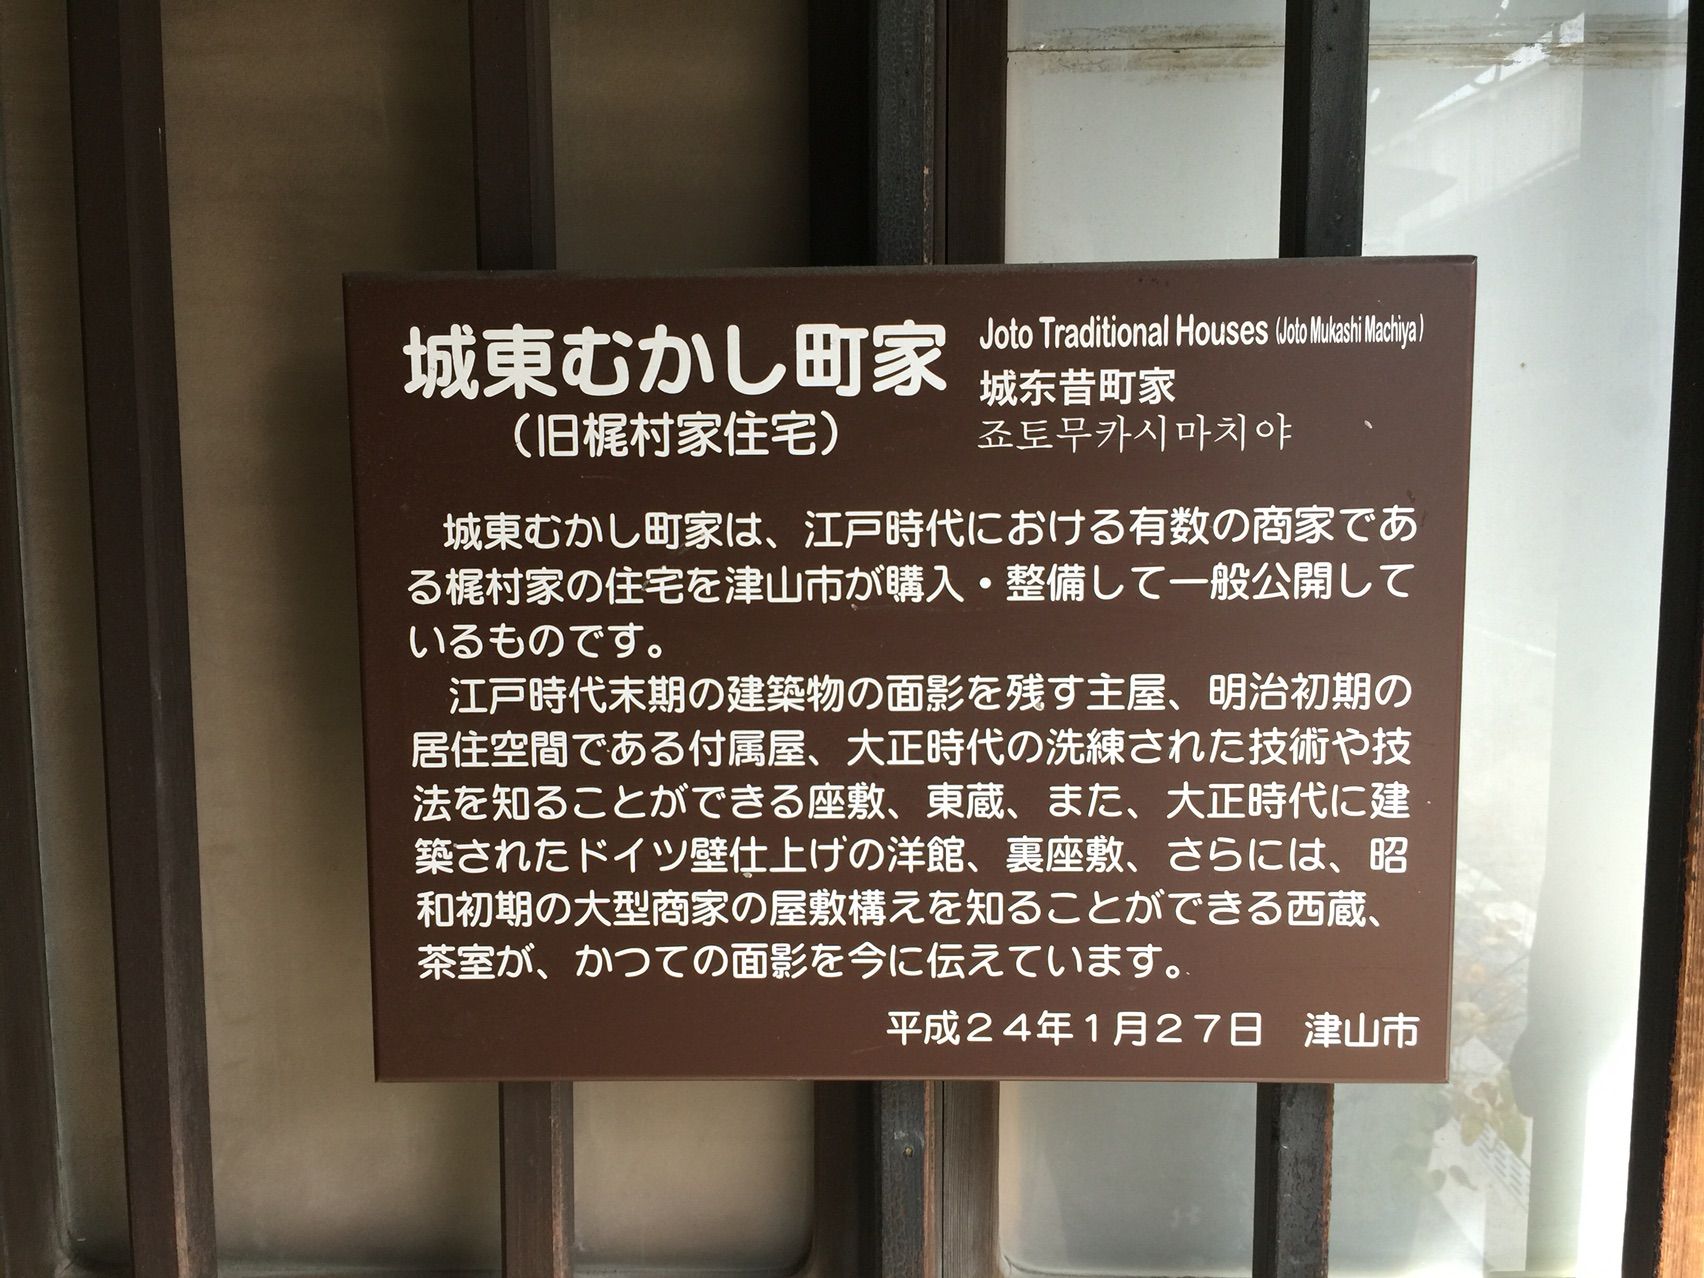 城東むかし町家
（旧梶村家住宅）
Joto Traditional Houses (Joto Mukashi Machiya)
城东昔町家
죠토무카시마치야
城東むかし町家は、江戸時代における有数の商家であ
る梶村家の住宅を津山市が購入・整備して一般公開して
いるものです。
江戸時代末期の建築物の面影を残す主屋、明治初期の
居住空間である付属屋、大正時代の洗練された技術や技
法を知ることができる座敷、東蔵、また、大正時代に建
築されたドイツ壁仕上げの洋館、裏座敷、さらには、昭
和初期の大型商家の屋敷構えを知ることができる西蔵、
茶室が、かつての面影を今に伝えています。
平成２４年１月２７日　津山市